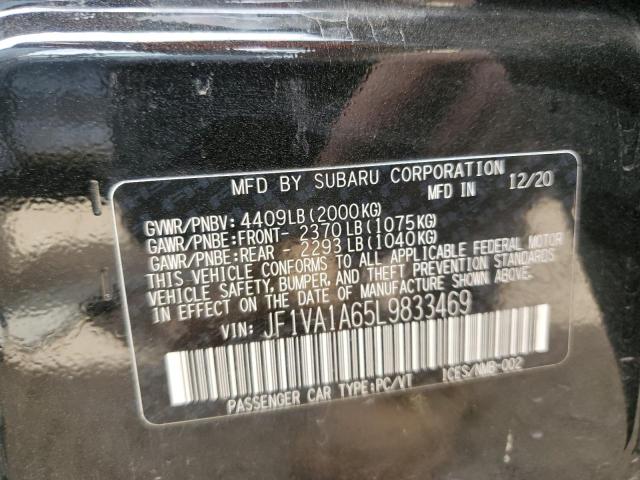 MFD BY SUBARU CORPORATION
MFD IN 12/20
GVWR/PNBV: 4409LB(2000KG)
GAWR/PNBE:FRONT- 2370LB(1075KG)
GAWR/PNBE:REAR - 2293LB(1040KG)
THIS VEHICLE CONFORMS TO ALL APPLICABLE FEDERAL MOTOR
VEHICLE SAFETY, BUMPER, AND THEFT PREVENTION STANDARDS
IN EFFECT ON THE DATE OF MANUFACTURE SHOWN ABOVE.
VIN: JF1VA1A65L9833469
PASSENGER CAR TYPE:PC/VT ICES/NMB-002